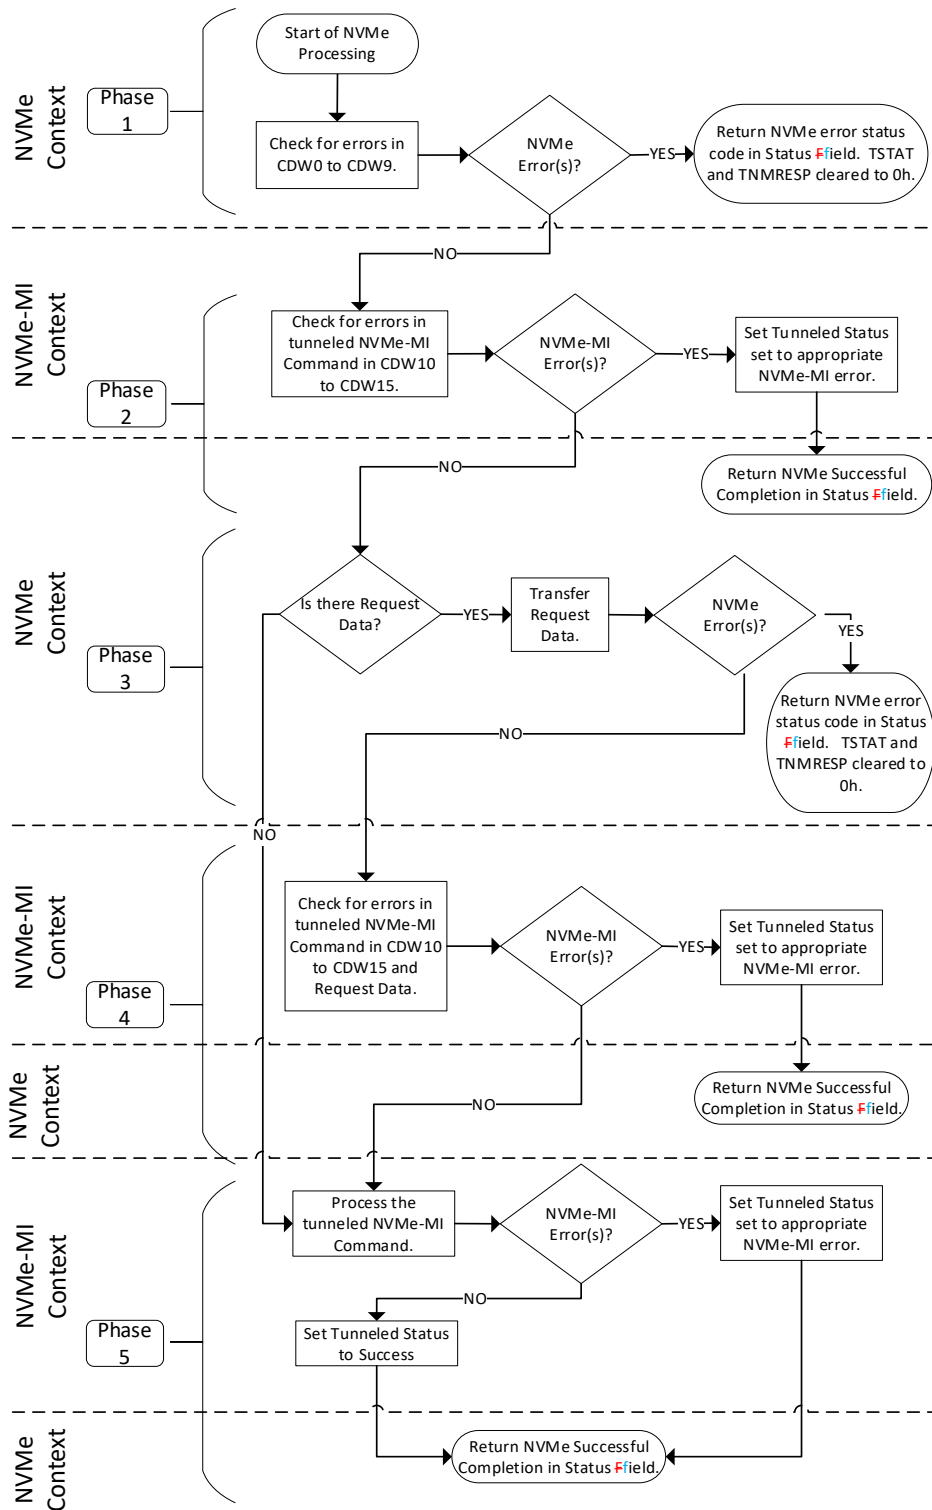 Start of NVMe
Processing
NVMe
Context
Phase
1
Check for errors in
CDW0 to CDW9.
NVMe
Error(s)?
YES
Return NVMe error status
code in Status Ffield. TSTAT
and TNMRESP cleared to 0h.
NO
NVMe-MI
Context
Phase
2
Check for errors in
tunneled NVMe-MI
Command in CDW10
to CDW15.
NVMe-MI
Error(s)?
YES
Set Tunneled Status
set to appropriate
NVMe-MI error.
NO
Return NVMe Successful
Completion in Status Ffield.
NVMe
Context
Phase
3
Is there Request
Data?
YES
Transfer
Request
Data.
NVMe
Error(s)?
YES
Return NVMe error
status code in Status
Ffield. TSTAT and
TNMRESP cleared to
0h.
NO
NO
NVMe-MI
Context
Phase
4
Check for errors in
tunneled NVMe-MI
Command in CDW10
to CDW15 and
Request Data.
NVMe-MI
Error(s)?
YES
Set Tunneled Status
set to appropriate
NVMe-MI error.
NVMe
Context
NO
Return NVMe Successful
Completion in Status Ffield.
NVMe-MI
Context
Phase
5
Process the
tunneled NVMe-MI
Command.
NVMe-MI
Error(s)?
YES
Set Tunneled Status
set to appropriate
NVMe-MI error.
NO
Set Tunneled Status
to Success
NVMe
Context
Return NVMe Successful
Completion in Status Ffield.